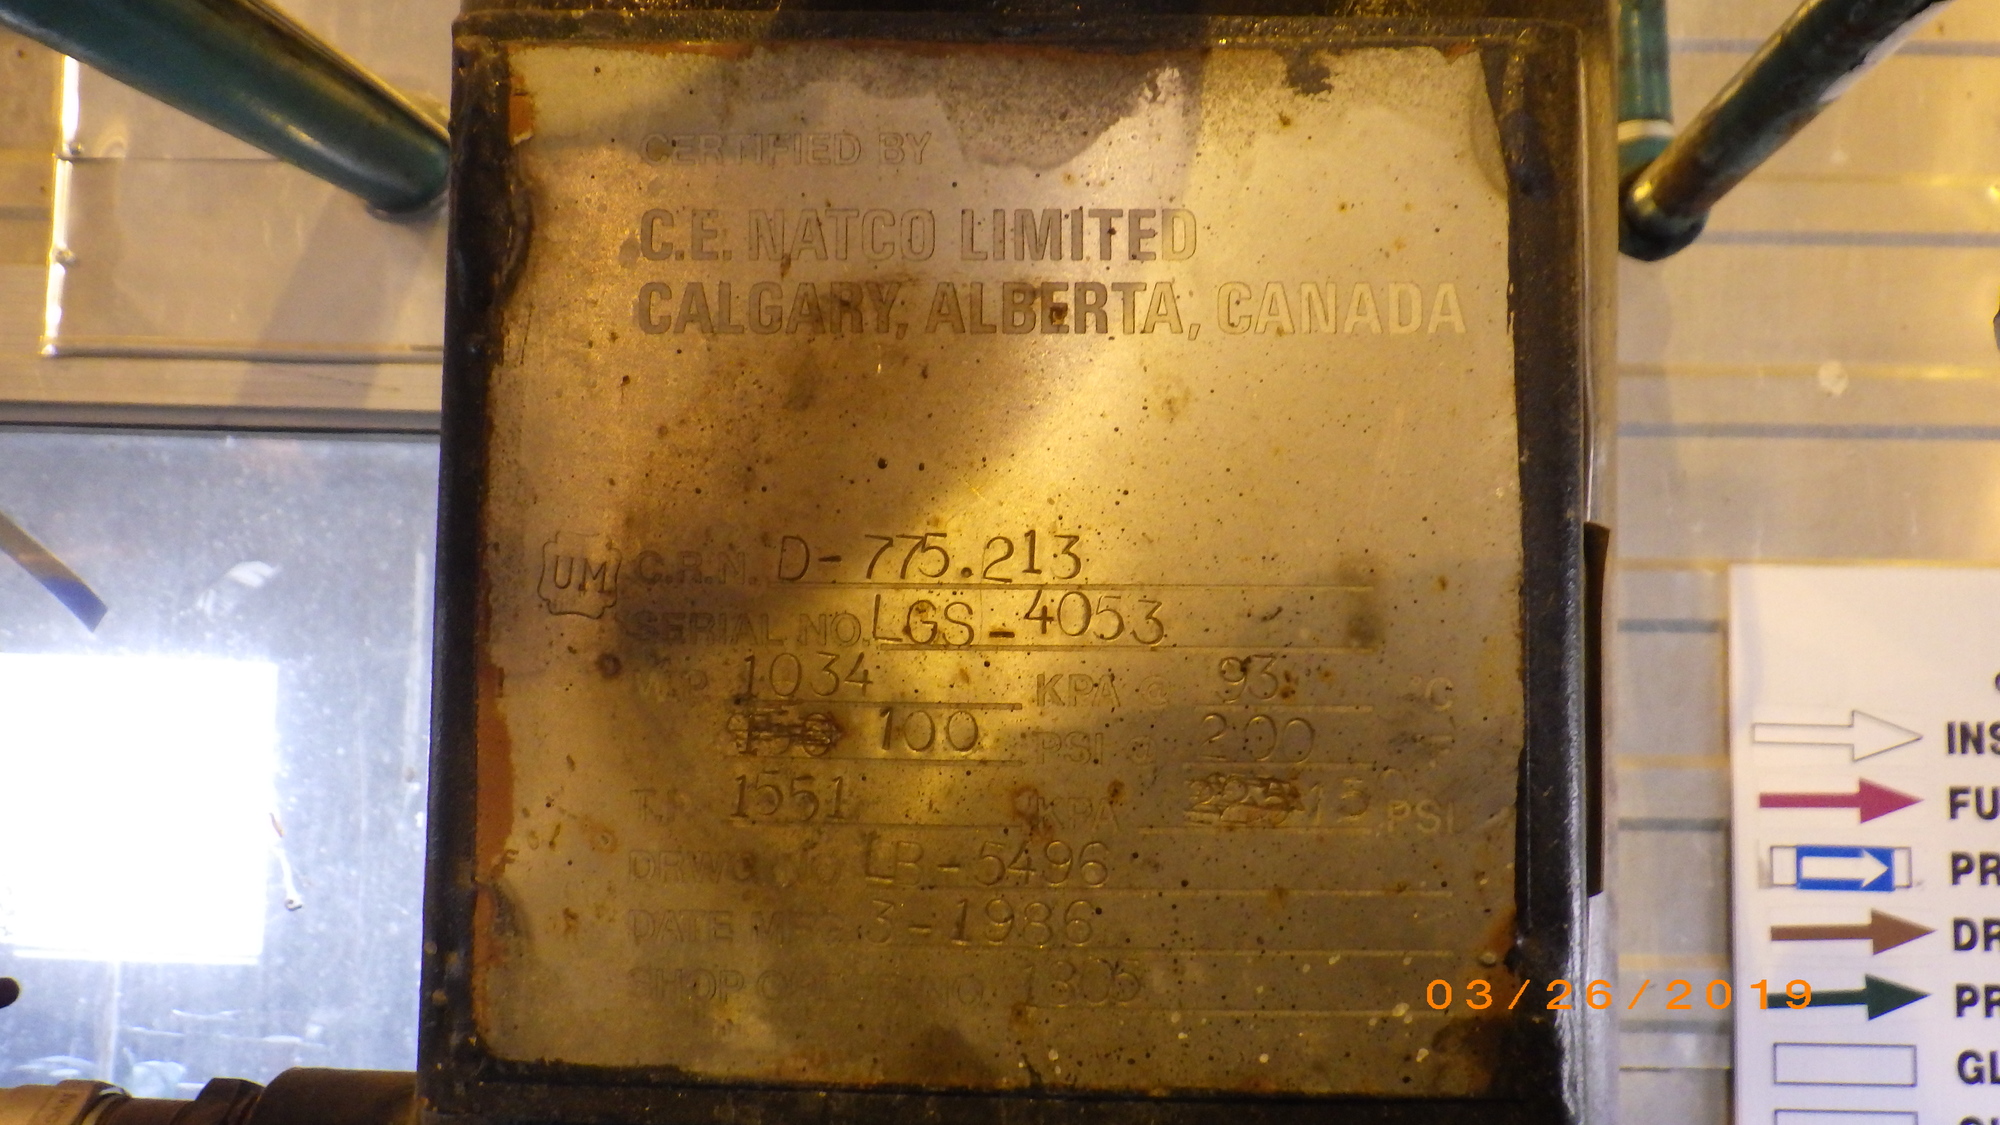 CERTIFIED BY
C.E. NATCO LIMITED
CALGARY, ALBERTA, CANADA
UM C.R.N. D-775.213
SERIAL NO. LGS-4053
W.P. 1034 KPA @ 93 °C
150 100 PSI @ 200 °F
T.P. 1551 KPA 225 15 PSI
DRWG NO LB-5496
DATE MFG 3-1986
SHOP ORDER NO. 1305
03/26/2019
INS
FU
PR
DR
PR
GL